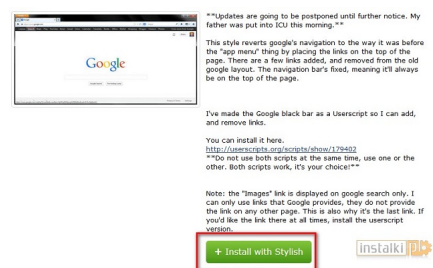 **Updates are going to be postponed until further notice. My
father was put into ICU this morning.**
This style reverts google's navigation to the way it was before
the "app menu" thing by placing the links on the top of the
page. There are a few links added, and removed from the old
google layout. The navigation bar's fixed, meaning it'll always
be on the top of the page.
Google
I've made the Google black bar as a Userscript so I can add,
and remove links.
You can install it here.
http://userscripts.org/scripts/show/179402
**Do not use both scripts at the same time, use one or the
other. Both scripts work, it's your choice!**
Note: the "Images" link is displayed on google search only. I
can only use links that Google provides, they do not provide
the link on any other page. This is also why it's the last link. If
you'd like the link there at all times, install the userscript
version.
+ Install with Stylish
instalki pl